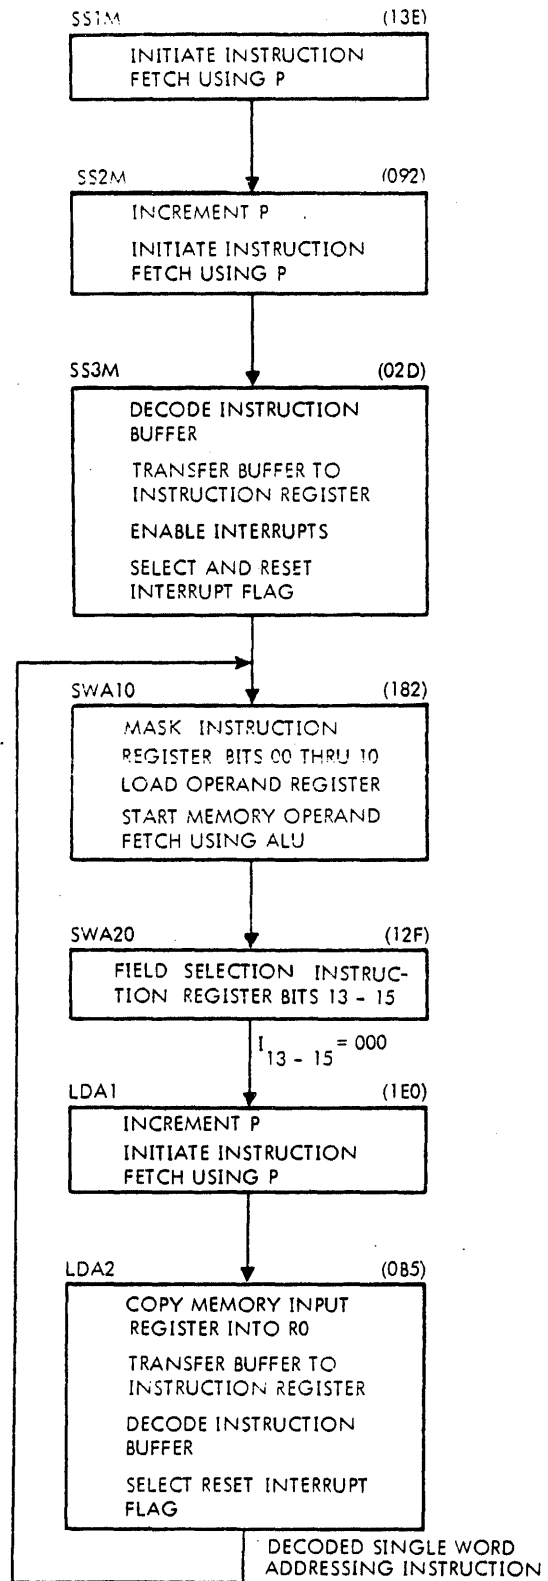 SS1M (13E)
INITIATE INSTRUCTION
FETCH USING P
SS2M (092)
INCREMENT P
INITIATE INSTRUCTION
FETCH USING P
SS3M (02D)
DECODE INSTRUCTION
BUFFER
TRANSFER BUFFER TO
INSTRUCTION REGISTER
ENABLE INTERRUPTS
SELECT AND RESET
INTERRUPT FLAG
SWA10 (182)
MASK INSTRUCTION
REGISTER BITS 00 THRU 10
LOAD OPERAND REGISTER
START MEMORY OPERAND
FETCH USING ALU
SWA20 (12F)
FIELD SELECTION INSTRUC-
TION REGISTER BITS 13 - 15
I 13 - 15 = 000
LDA1 (1E0)
INCREMENT P
INITIATE INSTRUCTION
FETCH USING P
LDA2 (0B5)
COPY MEMORY INPUT
REGISTER INTO R0
TRANSFER BUFFER TO
INSTRUCTION REGISTER
DECODE INSTRUCTION
BUFFER
SELECT RESET INTERRUPT
FLAG
DECODED SINGLE WORD
ADDRESSING INSTRUCTION